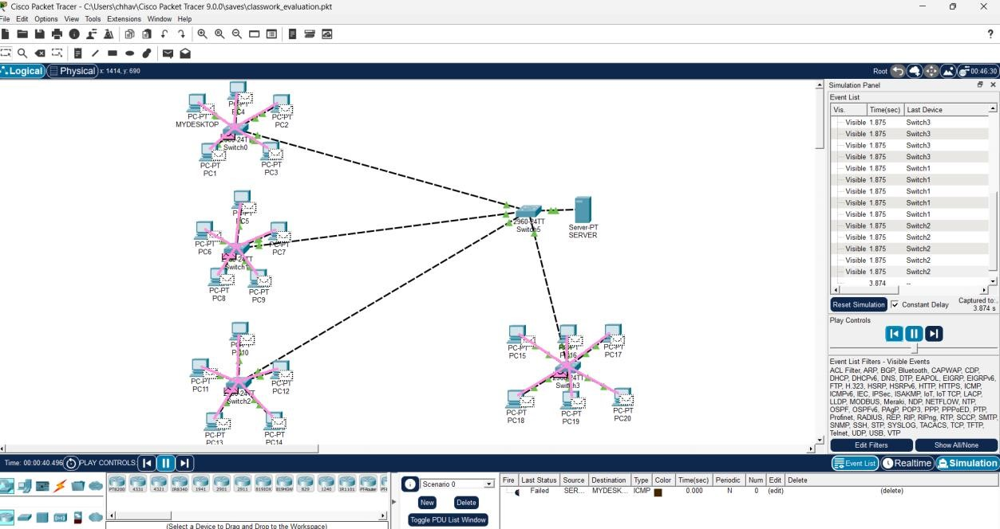 Cisco Packet Tracer - C:\Users\chhav\Cisco Packet Tracer 9.0.0\saves\classwork_evaluation.pkt
File Edit Options View Tools Extensions Window Help
?
Logical Physical x: 1414, y: 690
Root 00:46:30
PC-PT
MYDESKTOP
PC-PT
PC4
PC-PT
PC2
2960-24TT
Switch0
PC-PT
PC1
PC-PT
PC3
PC-PT
PC5
PC-PT
PC6
PC-PT
PC7
2960-24TT
Switch1
PC-PT
PC8
PC-PT
PC9
2960-24TT
Switch5
Server-PT
SERVER
PC-PT
PC10
PC-PT
PC11
PC-PT
PC12
2960-24TT
Switch2
PC-PT
PC13
PC-PT
PC14
PC-PT
PC15
PC-PT
PC16
PC-PT
PC17
2960-24TT
Switch3
PC-PT
PC18
PC-PT
PC19
PC-PT
PC20
Simulation Panel
Event List
Vis. Time(sec) Last Device
Visible 1.875 Switch3
Visible 1.875 Switch3
Visible 1.875 Switch3
Visible 1.875 Switch3
Visible 1.875 Switch1
Visible 1.875 Switch1
Visible 1.875 Switch1
Visible 1.875 Switch1
Visible 1.875 Switch1
Visible 1.875 Switch2
Visible 1.875 Switch2
Visible 1.875 Switch2
Visible 1.875 Switch2
Visible 1.875 Switch2
3.874 --
Reset Simulation Constant Delay Captured to:
3.874 s
Play Controls
Event List Filters - Visible Events
ACL Filter, ARP, BGP, Bluetooth, CAPWAP, CDP,
DHCP, DHCPv6, DNS, DTP, EAPOL, EIGRP, EIGRPv6,
FTP, H.323, HSRP, HSRPv6, HTTP, HTTPS, ICMP,
ICMPv6, IEC, IPSec, ISAKMP, IoT, IoT TCP, LACP,
LLDP, MODBUS, Meraki, NDP, NETFLOW, NTP,
OSPF, OSPFv6, PAgP, POP3, PPP, PPPoED, PTP,
Profinet, RADIUS, REP, RIP, RIPng, RTP, SCCP, SMTP,
SNMP, SSH, STP, SYSLOG, TACACS, TCP, TFTP,
Telnet, UDP, USB, VTP
Edit Filters Show All/None
Time: 00:00:40.496 PLAY CONTROLS: Event List Realtime Simulation
PT8200 4331 4321 IR8340 1941 2901 2911 819IOX 819HGW 829 1240 IR1101 PTRouter
(Select a Device to Drag and Drop to the Workspace)
Scenario 0
New Delete
Toggle PDU List Window
Fire Last Status Source Destination Type Color Time(sec) Periodic Num Edit Delete
Failed SER... MYDESK... ICMP 0.000 N 0 (edit) (delete)